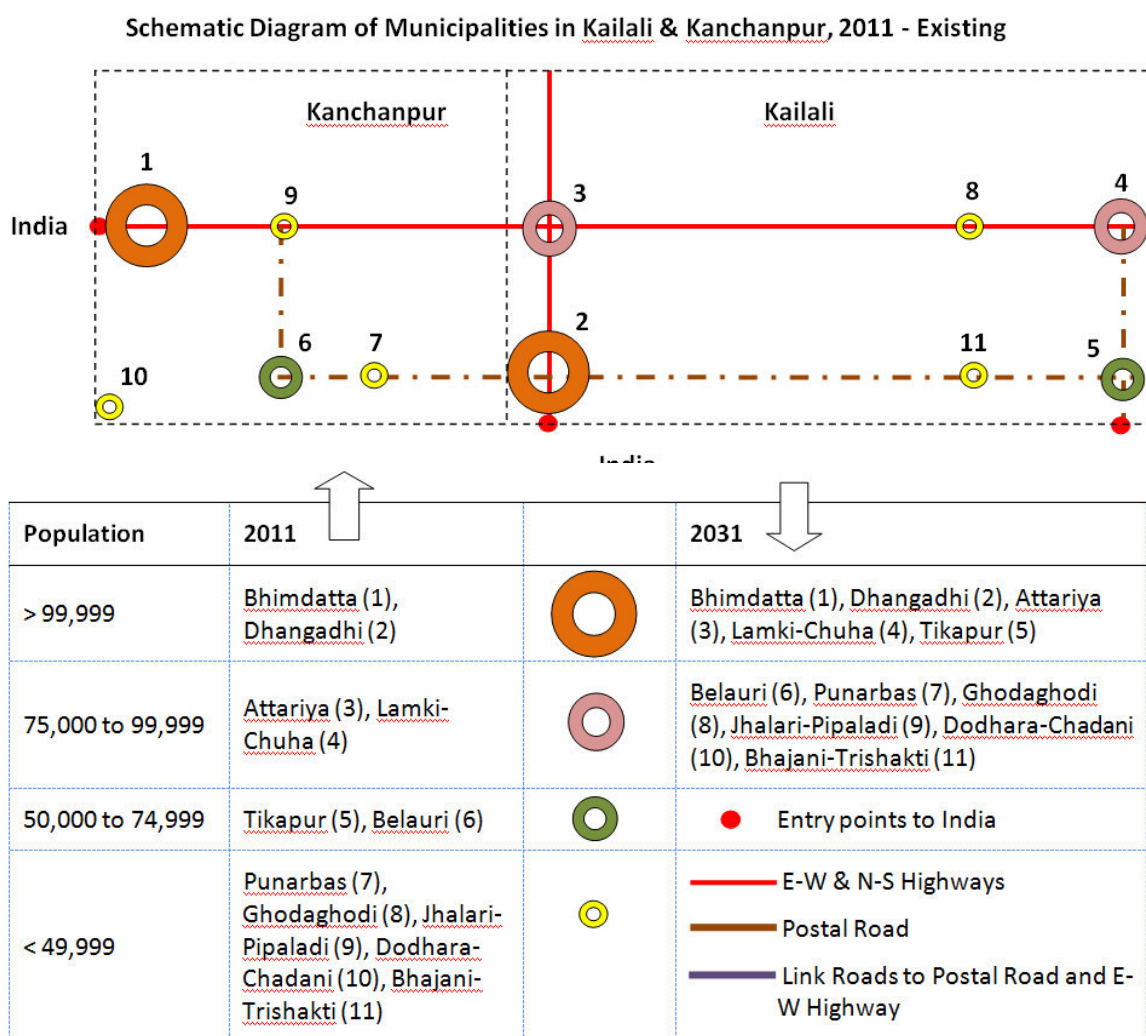 Schematic Diagram of Municipalities in Kailali & Kanchanpur, 2011 - Existing
Kanchanpur
Kailali
1
9
3
8
4
India
2
6
7
11
5
10
India
Population
2011
2031
> 99,999
Bhimdatta (1),
Dhangadhi (2)
Bhimdatta (1), Dhangadhi (2), Attariya
(3), Lamki-Chuha (4), Tikapur (5)
75,000 to 99,999
Attariya (3), Lamki-
Chuha (4)
Belauri (6), Punarbas (7), Ghodaghodi
(8), Jhalari-Pipaladi (9), Dodhara-Chadani
(10), Bhajani-Trishakti (11)
50,000 to 74,999
Tikapur (5), Belauri (6)
Entry points to India
< 49,999
Punarbas (7),
Ghodaghodi (8), Jhalari-
Pipaladi (9), Dodhara-
Chadani (10), Bhajani-
Trishakti (11)
E-W & N-S Highways
Postal Road
Link Roads to Postal Road and E-
W Highway